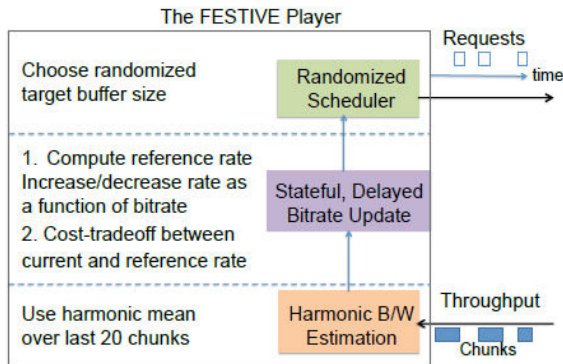 The FESTIVE Player
Requests
Choose randomized
target buffer size
Randomized
Scheduler
time
1. Compute reference rate
Increase/decrease rate as
a function of bitrate
2. Cost-tradeoff between
current and reference rate
Stateful, Delayed
Bitrate Update
Use harmonic mean
over last 20 chunks
Harmonic B/W
Estimation
Throughput
Chunks